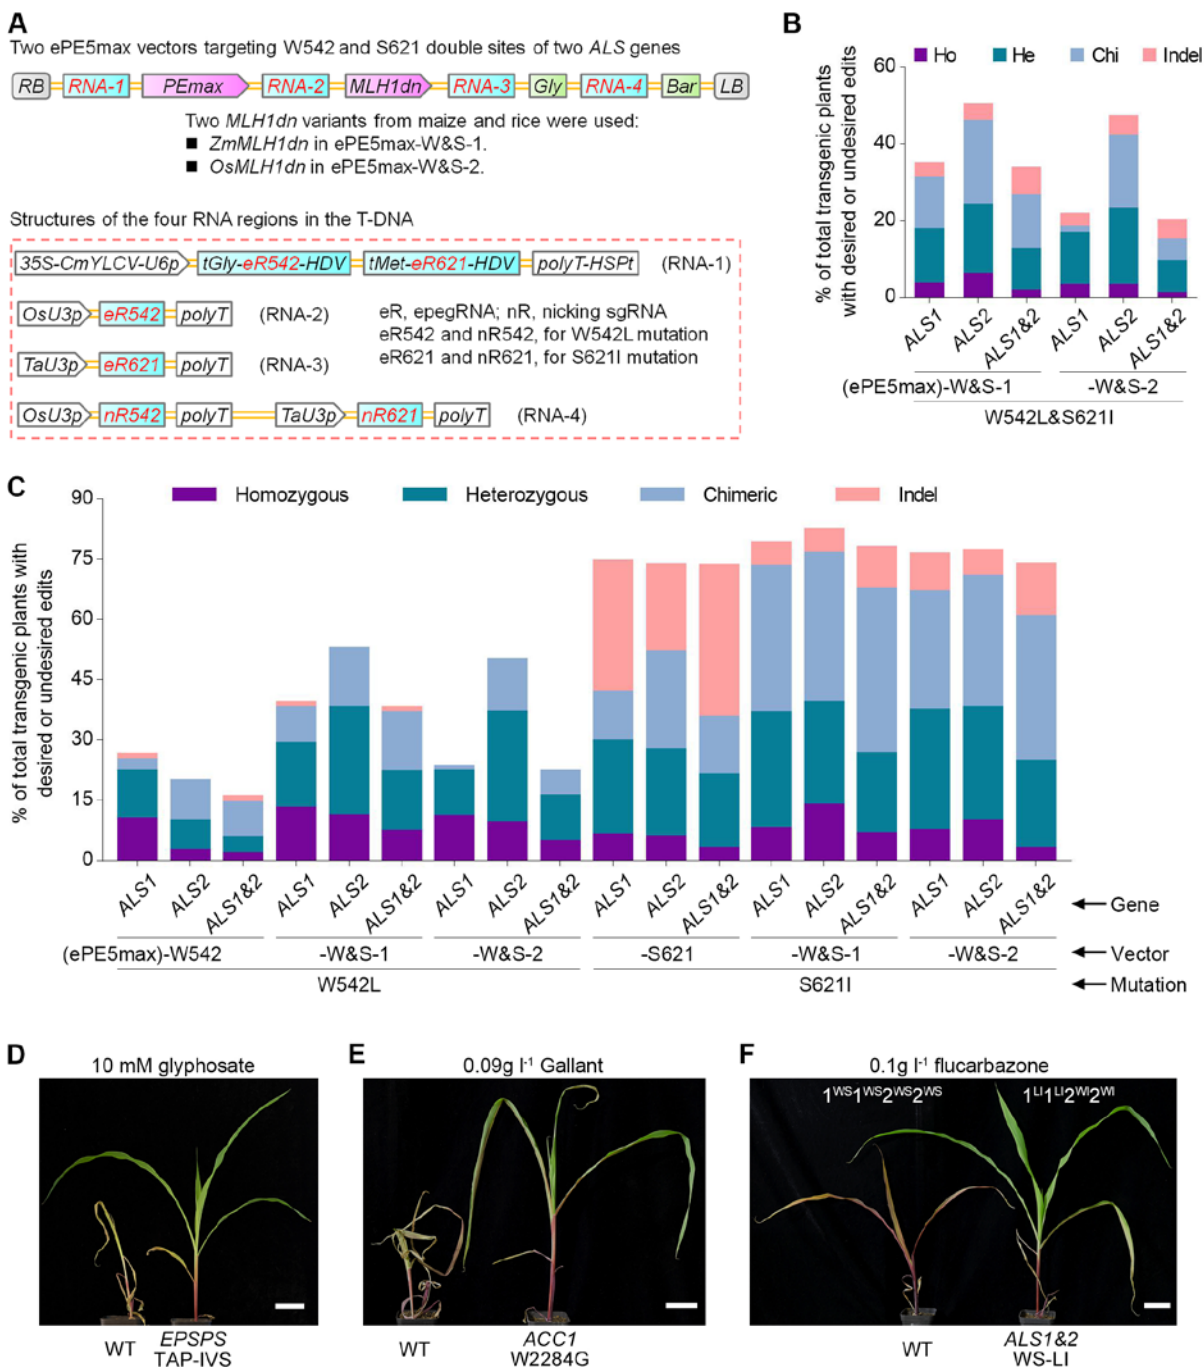 A
Two ePE5max vectors targeting W542 and S621 double sites of two ALS genes
RB RNA-1 PEmax RNA-2 MLH1dn RNA-3 Gly RNA-4 Bar LB
Two MLH1dn variants from maize and rice were used:
■ ZmMLH1dn in ePE5max-W&S-1.
■ OsMLH1dn in ePE5max-W&S-2.
Structures of the four RNA regions in the T-DNA
35S-CmYLCV-U6p tGly-eR542-HDV tMet-eR621-HDV polyT-HSPt (RNA-1)
OsU3p eR542 polyT (RNA-2)
eR, epegRNA; nR, nicking sgRNA
eR542 and nR542, for W542L mutation
eR621 and nR621, for S621I mutation
TaU3p eR621 polyT (RNA-3)
OsU3p nR542 polyT TaU3p nR621 polyT (RNA-4)
B
Ho He Chi Indel
% of total transgenic plants
with desired or undesired edits
60
40
20
0
ALS1 ALS2 ALS1&2 ALS1 ALS2 ALS1&2
(ePE5max)-W&S-1 -W&S-2
W542L&S621I
C
Homozygous Heterozygous Chimeric Indel
% of total transgenic plants with
desired or undesired edits
90
75
60
45
30
15
0
ALS1 ALS2 ALS1&2 ALS1 ALS2 ALS1&2 ALS1 ALS2 ALS1&2 ALS1 ALS2 ALS1&2 ALS1 ALS2 ALS1&2 ALS1 ALS2 ALS1&2
Gene
(ePE5max)-W542 -W&S-1 -W&S-2 -S621 -W&S-1 -W&S-2 Vector
W542L S621I Mutation
D
10 mM glyphosate
WT EPSPS
TAP-IVS
E
0.09g l⁻¹ Gallant
WT ACC1
W2284G
F
0.1g l⁻¹ flucarbazone
1ᵂˢ1ᵂˢ2ᵂˢ2ᵂˢ 1ᴸᴵ1ᴸᴵ2ᵂᴵ2ᵂᴵ
WT ALS1&2
WS-LI